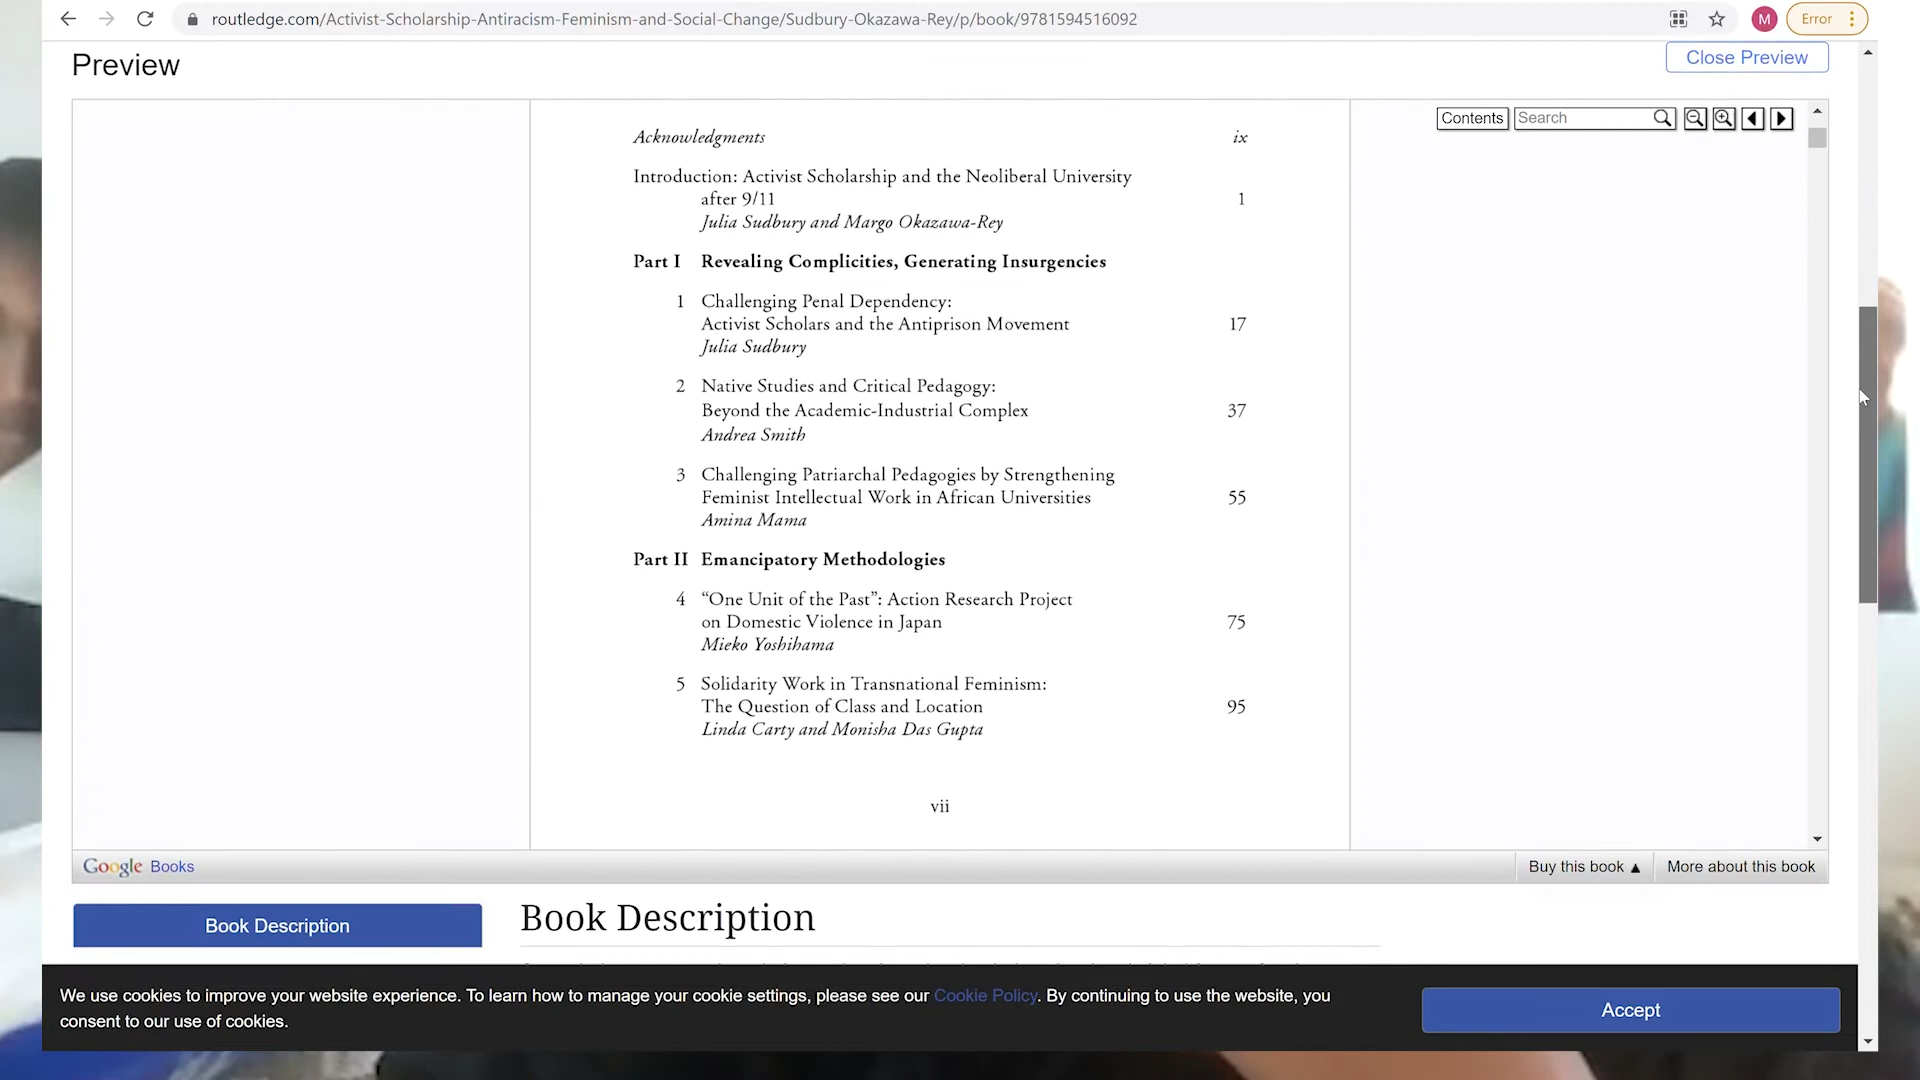 routledge.com/Activist-Scholarship-Antiracism-Feminism-and-Social-Change/Sudbury-Okazawa-Rey/p/book/9781594516092
M
Error
Preview
Close Preview
Contents
Search
Acknowledgments ix
Introduction: Activist Scholarship and the Neoliberal University
after 9/11 1
Julia Sudbury and Margo Okazawa-Rey
Part I Revealing Complicities, Generating Insurgencies
1 Challenging Penal Dependency:
Activist Scholars and the Antiprison Movement 17
Julia Sudbury
2 Native Studies and Critical Pedagogy:
Beyond the Academic-Industrial Complex 37
Andrea Smith
3 Challenging Patriarchal Pedagogies by Strengthening
Feminist Intellectual Work in African Universities 55
Amina Mama
Part II Emancipatory Methodologies
4 “One Unit of the Past”: Action Research Project
on Domestic Violence in Japan 75
Mieko Yoshihama
5 Solidarity Work in Transnational Feminism:
The Question of Class and Location 95
Linda Carty and Monisha Das Gupta
vii
Google Books
Buy this book ▲
More about this book
Book Description
Book Description
We use cookies to improve your website experience. To learn how to manage your cookie settings, please see our Cookie Policy. By continuing to use the website, you
consent to our use of cookies.
Accept